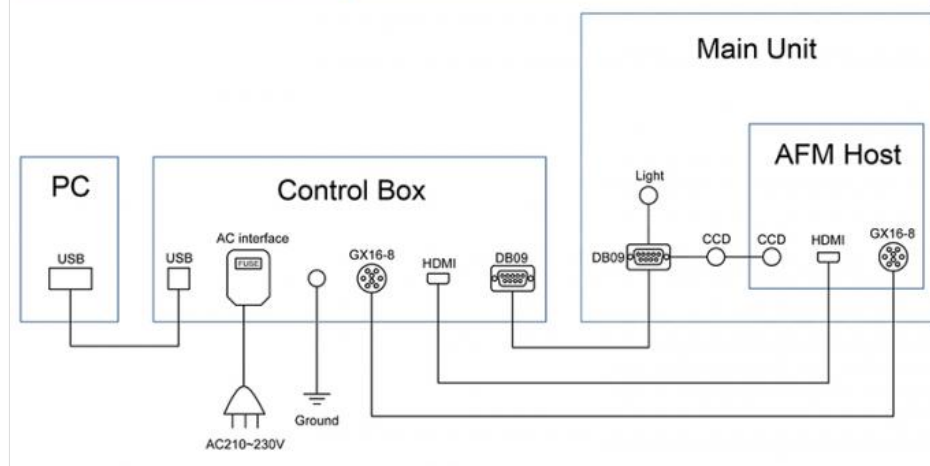 Main Unit
AFM Host
PC
Control Box
Light
AC interface
FUSE
USB
USB
GX16-8
HDMI
DB09
DB09
CCD
CCD
HDMI
GX16-8
Ground
AC210~230V